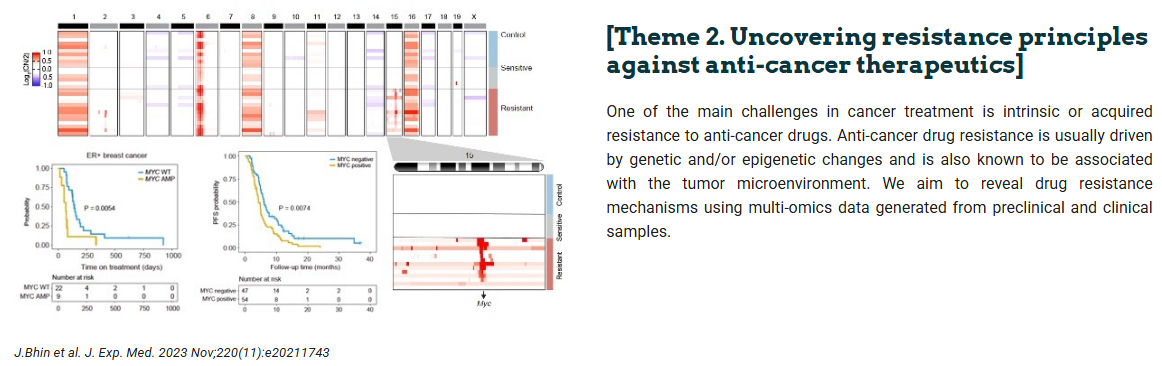 1 2 3 4 5 6 7 8 9 10 11 12 13 14 15 16 17 18 19 X
Log2(CN/2)
1.0
0.5
0.0
0.5
1.0
Control
Sensitive
Resistant
ER+ breast cancer
MYC WT
MYC AMP
Probability
1.00
0.75
0.50
0.25
0.00
P = 0.0054
0 250 500 750 1000
Time on treatment (days)
Number at risk
MYC WT 22 4 2 1 0
MYC AMP 9 1 0 0 0
0 250 500 750 1000
MYC negative
MYC positive
PFS probability
1.00
0.75
0.50
0.25
0.00
P = 0.0074
0 10 20 30 40
Follow-up time (months)
Number at risk
MYC negative 47 14 2 2 0
MYC positive 54 8 1 0 0
0 10 20 30 40
15
Control
Sensitive
Resistant
Myc
J.Bhin et al. J. Exp. Med. 2023 Nov;220(11):e20211743
[Theme 2. Uncovering resistance principles
against anti-cancer therapeutics]
One of the main challenges in cancer treatment is intrinsic or acquired
resistance to anti-cancer drugs. Anti-cancer drug resistance is usually driven
by genetic and/or epigenetic changes and is also known to be associated
with the tumor microenvironment. We aim to reveal drug resistance
mechanisms using multi-omics data generated from preclinical and clinical
samples.